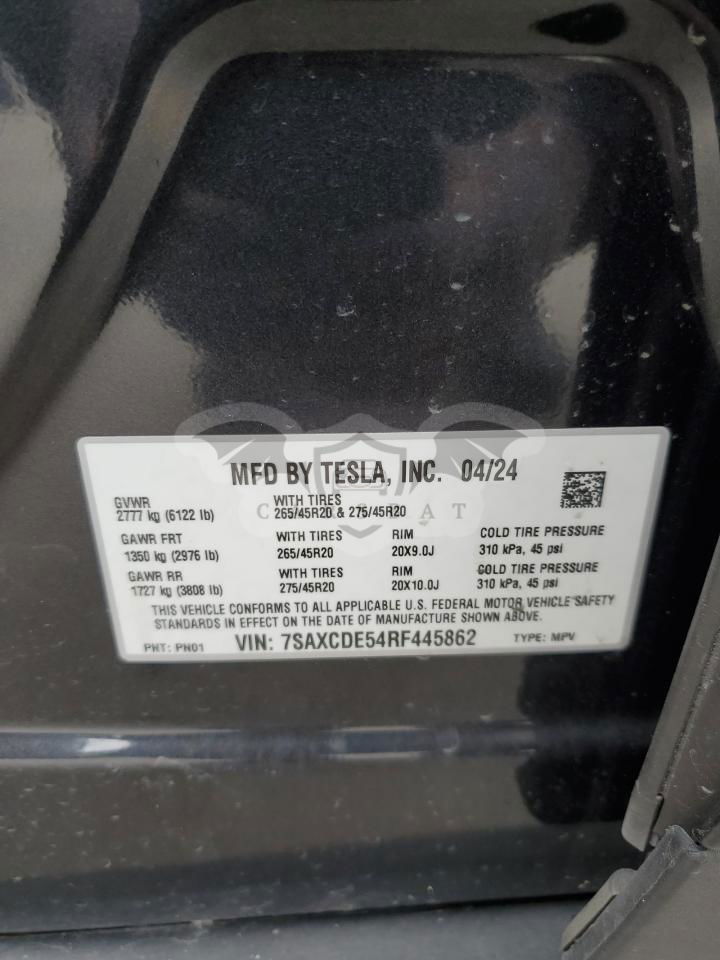 MFD BY TESLA, INC. 04/24
GVWR
2777 kg (6122 lb)
WITH TIRES
265/45R20 & 275/45R20
GAWR FRT
1350 kg (2976 lb)
WITH TIRES
265/45R20
RIM
20X9.0J
COLD TIRE PRESSURE
310 kPa, 45 psi
GAWR RR
1727 kg (3808 lb)
WITH TIRES
275/45R20
RIM
20X10.0J
COLD TIRE PRESSURE
310 kPa, 45 psi
THIS VEHICLE CONFORMS TO ALL APPLICABLE U.S. FEDERAL MOTOR VEHICLE SAFETY
STANDARDS IN EFFECT ON THE DATE OF MANUFACTURE SHOWN ABOVE.
PNT: PN01 VIN: 7SAXCDE54RF445862 TYPE: MPV